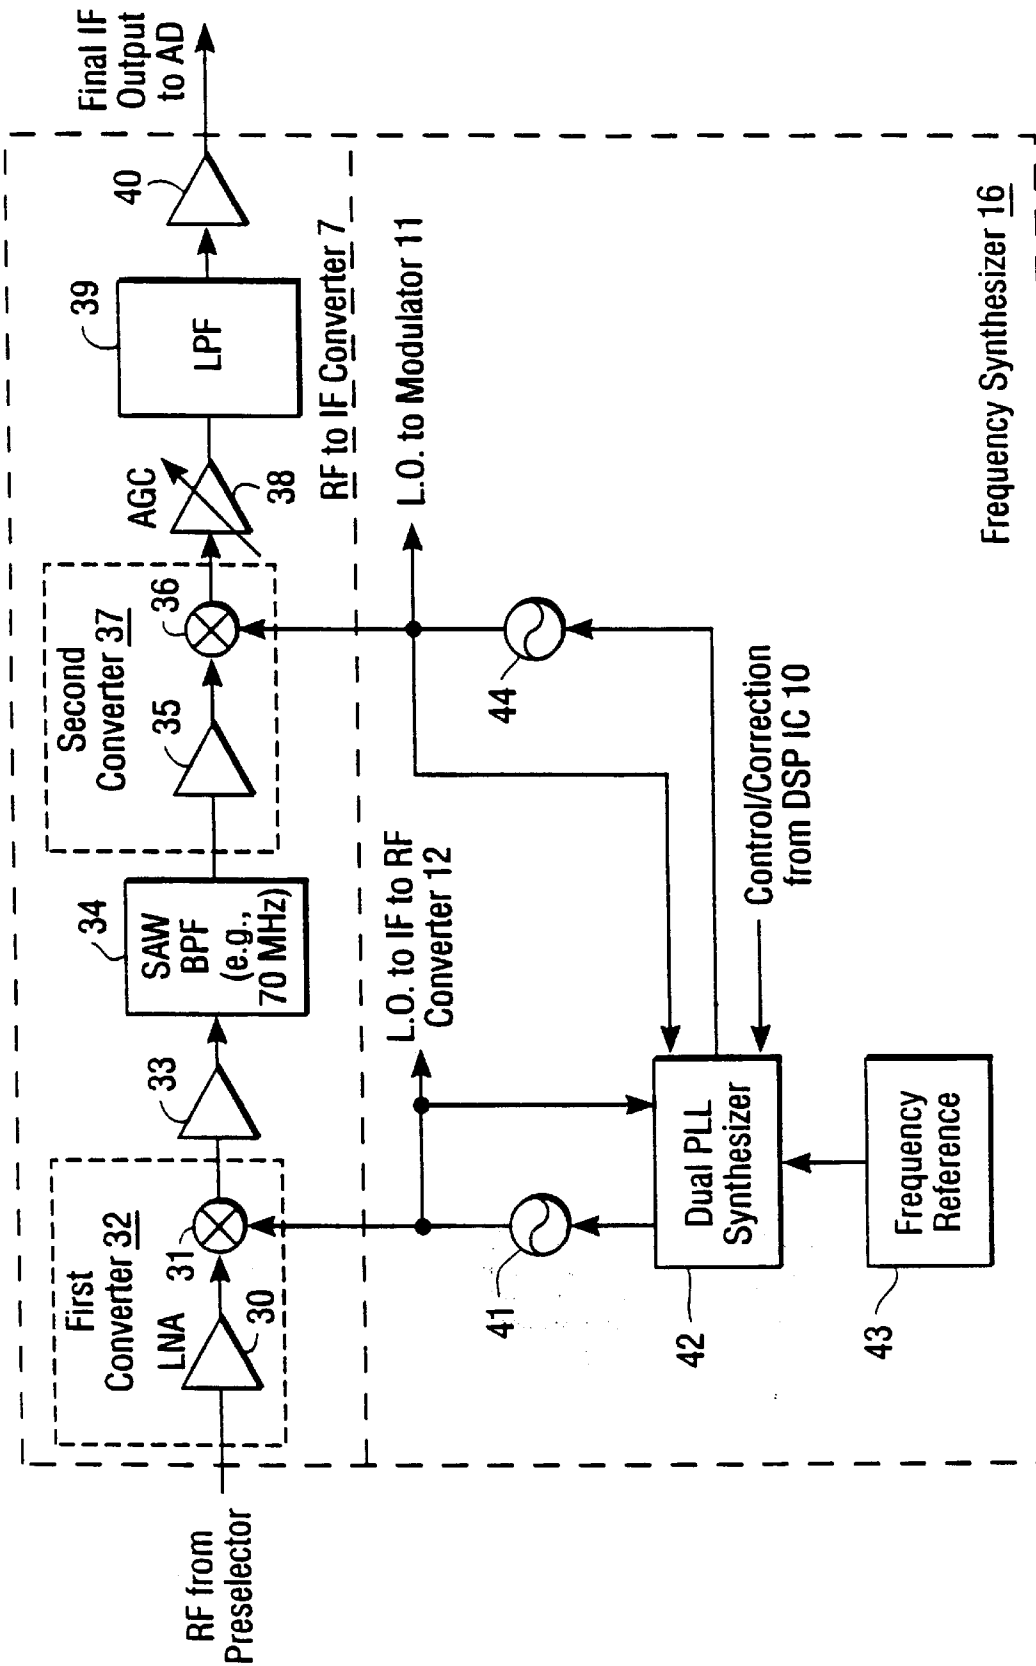 RF from
Preselector
First
Converter 32
LNA
30
31
33
34
SAW
BPF
(e.g.,
70 MHz)
Second
Converter 37
35
36
AGC
38
39
LPF
40
Final IF
Output
to AD
RF to IF Converter 7
L.O. to IF to RF
Converter 12
L.O. to Modulator 11
41
44
42
Dual PLL
Synthesizer
Control/Correction
from DSP IC 10
43
Frequency
Reference
Frequency Synthesizer 16